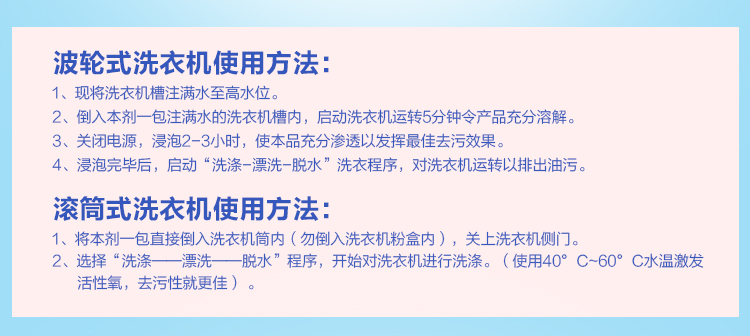 波轮式洗衣机使用方法：
1、现将洗衣机槽注满水至高水位。
2、倒入本剂一包注满水的洗衣机槽内，启动洗衣机运转5分钟令产品充分溶解。
3、关闭电源，浸泡2-3小时，使本品充分渗透以发挥最佳去污效果。
4、浸泡完毕后，启动“洗涤-漂洗-脱水”洗衣程序，对洗衣机运转以排出油污。
滚筒式洗衣机使用方法：
1、将本剂一包直接倒入洗衣机筒内（勿倒入洗衣机粉盒内），关上洗衣机侧门。
2、选择“洗涤——漂洗——脱水”程序，开始对洗衣机进行洗涤。（使用40°C~60°C水温激发
活性氧，去污性就更佳）。